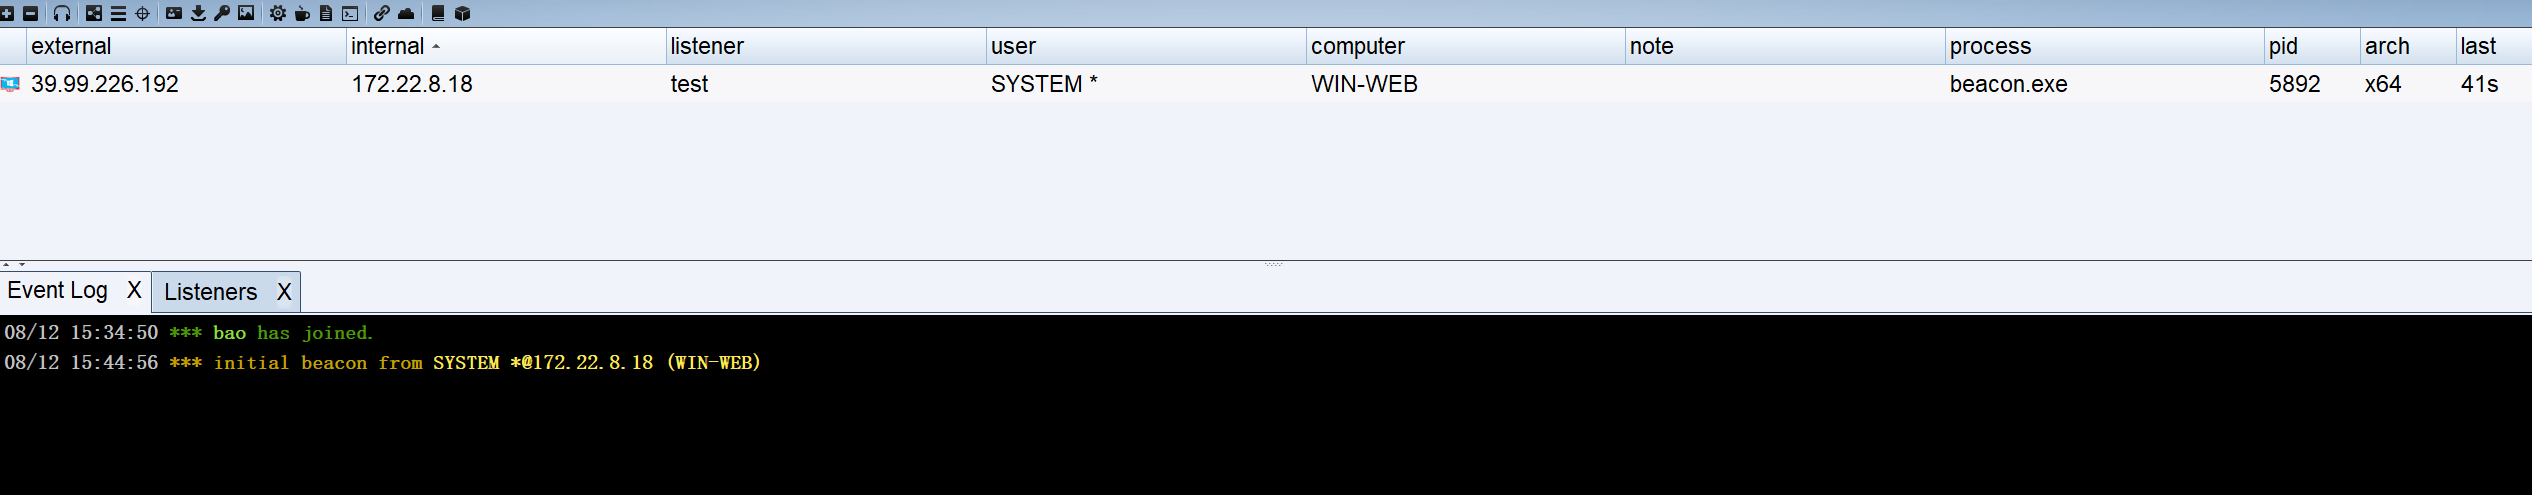 external internal listener user computer note process pid arch last
39.99.226.192 172.22.8.18 test SYSTEM * WIN-WEB beacon.exe 5892 x64 41s
Event Log X Listeners X
08/12 15:34:50 *** bao has joined.
08/12 15:44:56 *** initial beacon from SYSTEM *@172.22.8.18 (WIN-WEB)